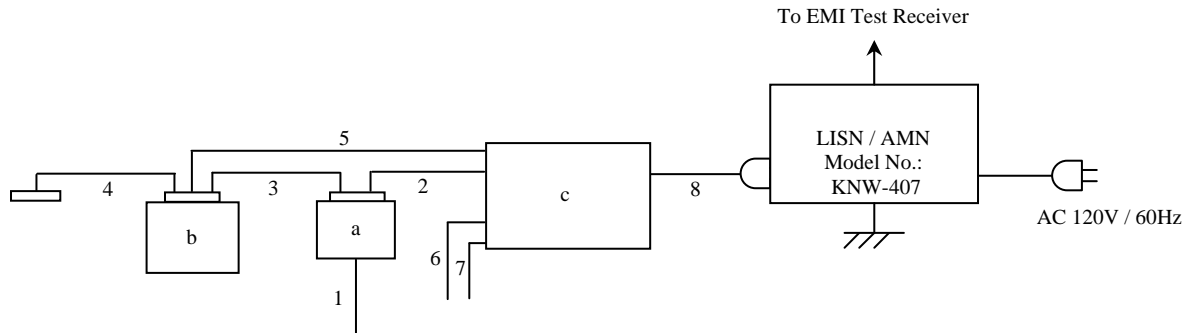 To EMI Test Receiver
LISN / AMN
Model No.:
KNW-407
AC 120V / 60Hz
5
4
3
2
8
c
b
a
6
7
1